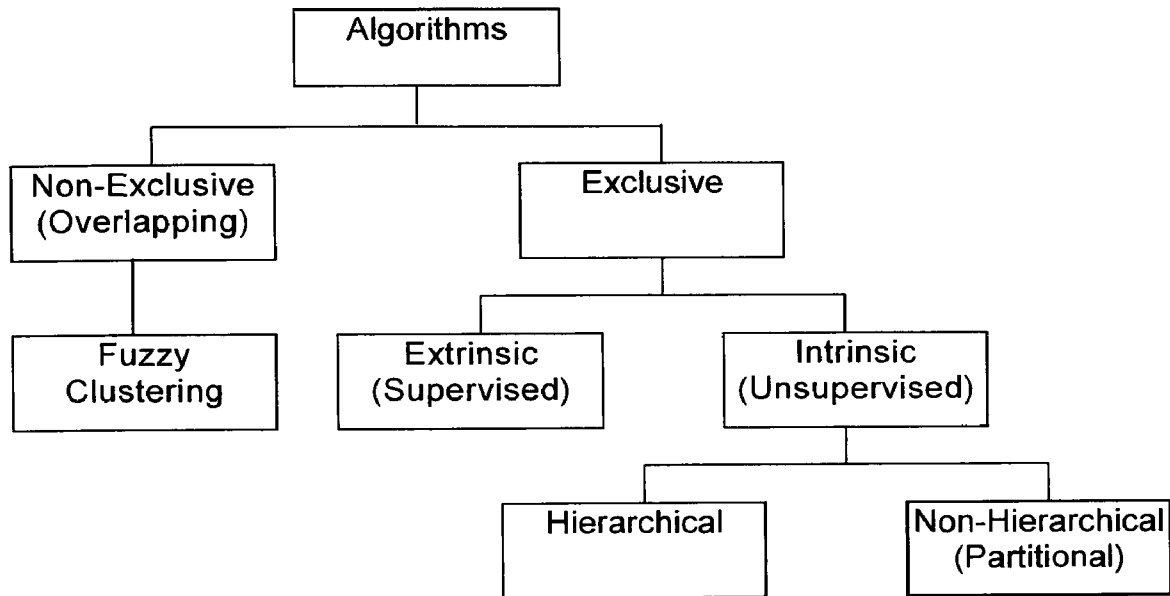 Algorithms
Non-Exclusive
(Overlapping)
Exclusive
Fuzzy
Clustering
Extrinsic
(Supervised)
Intrinsic
(Unsupervised)
Hierarchical
Non-Hierarchical
(Partitional)